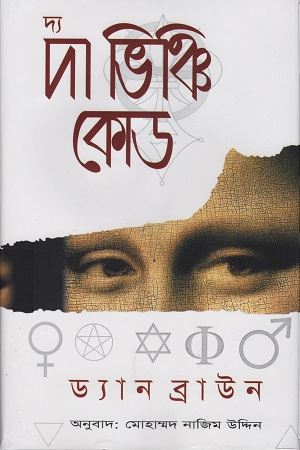 দ্য
দা ভিঞ্চি
কোড
ড্যান ব্রাউন
অনুবাদ: মোহাম্মদ নাজিম উদ্দিন